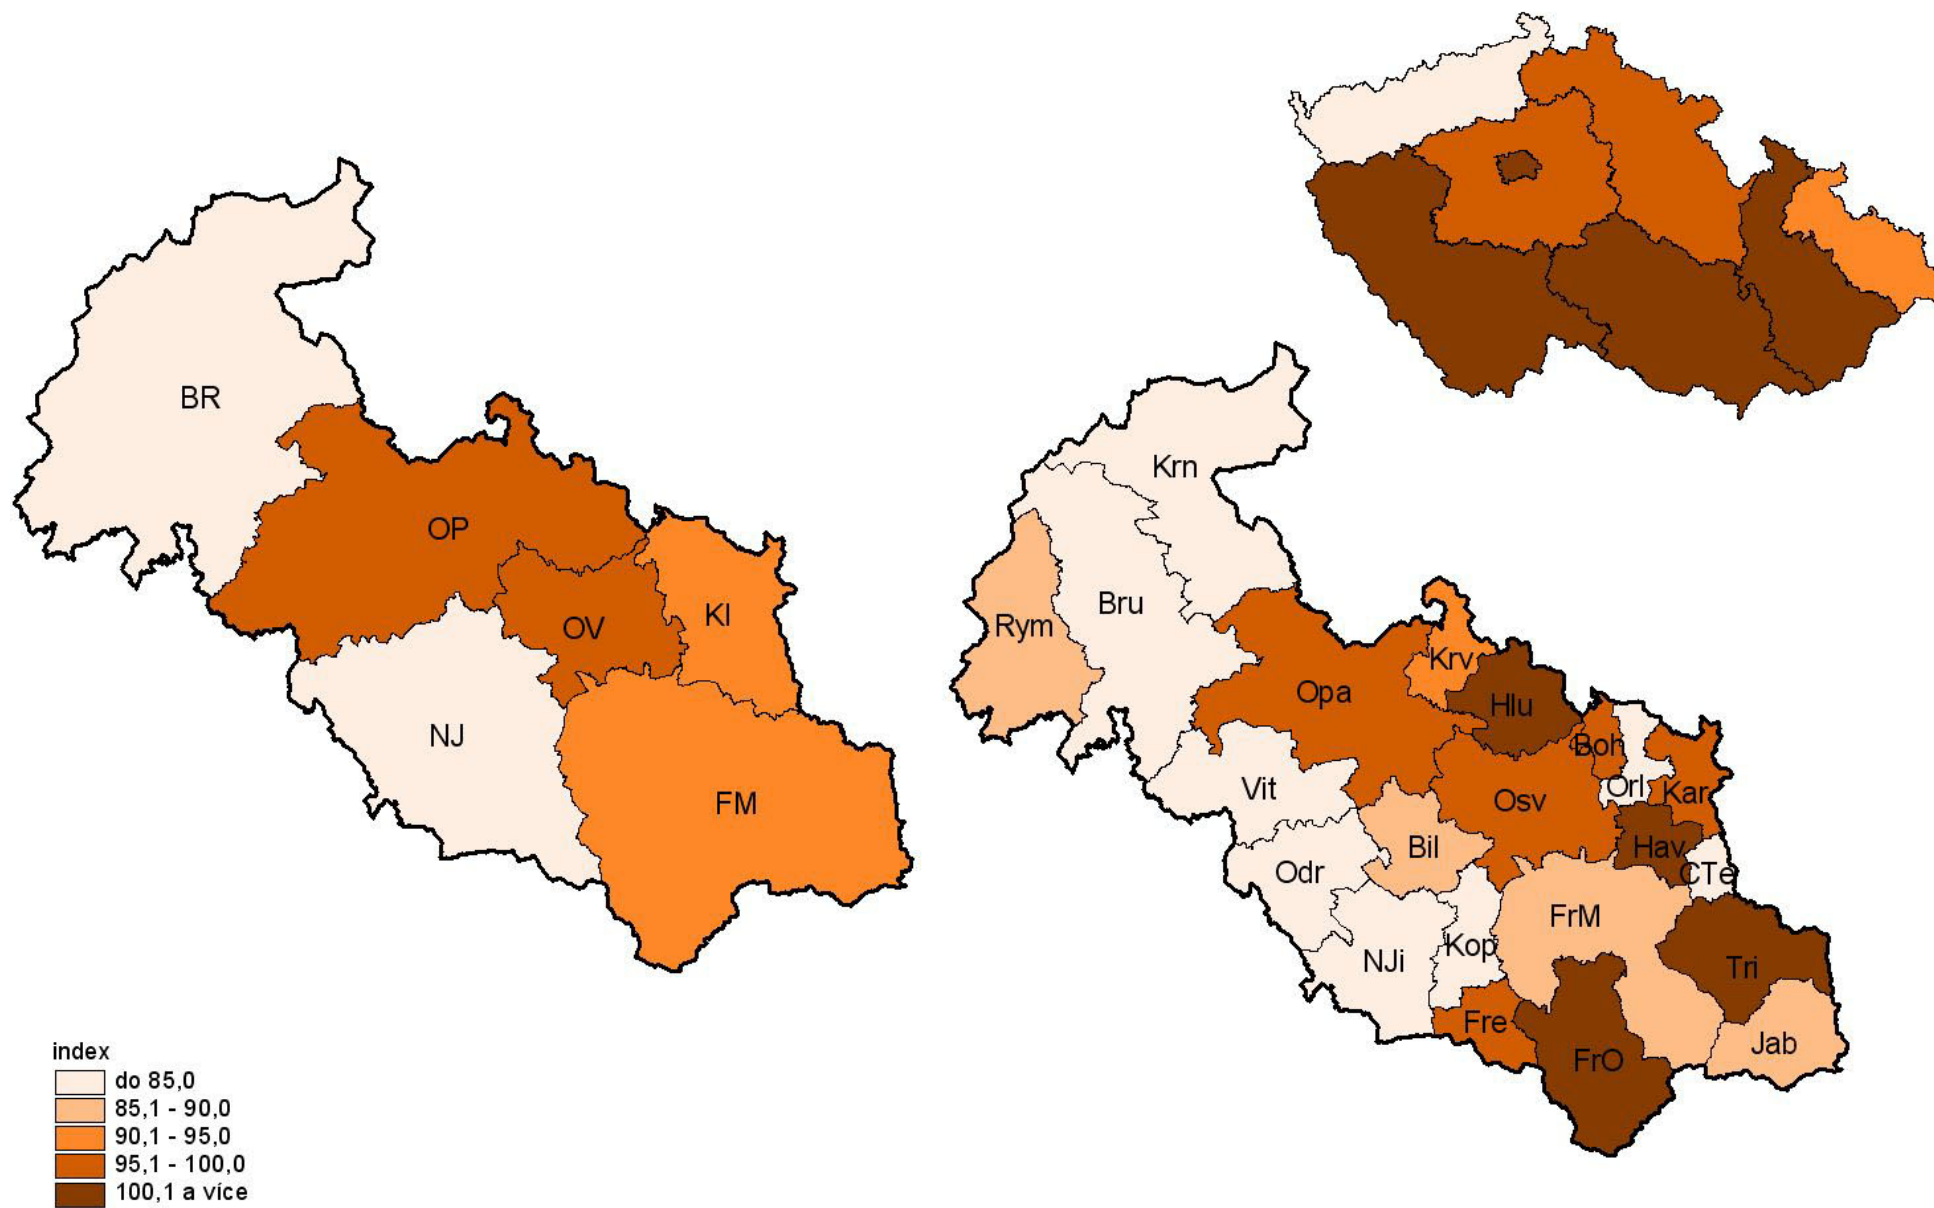 BR
OP
OV
KI
NJ
FM
Krn
Bru
Rym
Krv
Opa
Hlu
Boh
Vit
Orl
Kar
Osv
Bil
Hav
Odr
CTe
FrM
Kop
NJi
Tri
Fre
Jab
FrO
index
do 85,0
85,1 - 90,0
90,1 - 95,0
95,1 - 100,0
100,1 a více